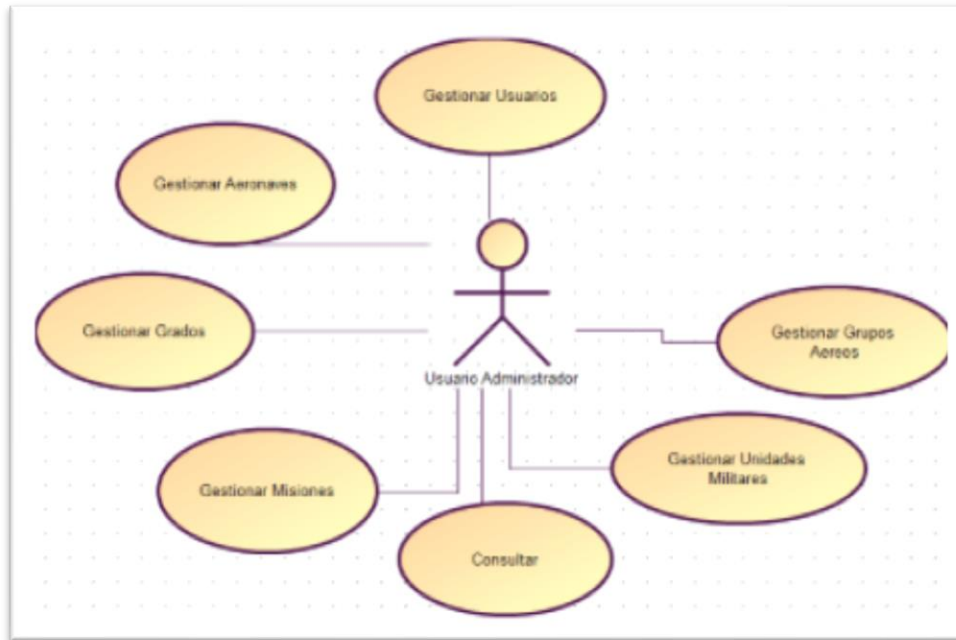 Gestionar Usuarios
Gestionar Aeronaves
Gestionar Grados
Gestionar Grupos
Aereos
Usuario Administrador
Gestionar Unidades
Militares
Gestionar Misiones
Consultar